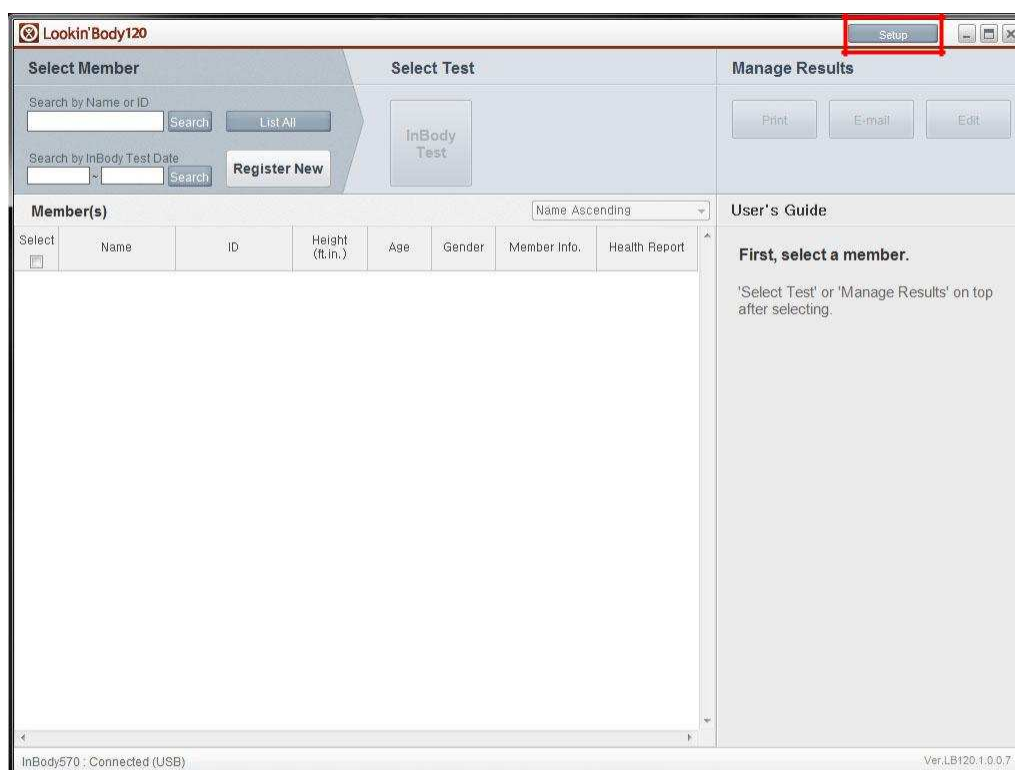 Lookin'Body120
Setup
Select Member
Select Test
Manage Results
Search by Name or ID
Search
List All
Search by InBody Test Date
~
Search
Register New
InBody
Test
Print
E-mail
Edit
Member(s)
Name Ascending
User's Guide
Select
Name
ID
Height
(ft.in.)
Age
Gender
Member Info.
Health Report
First, select a member.
'Select Test' or 'Manage Results' on top
after selecting.
InBody570 : Connected (USB)
Ver.LB120.1.0.0.7